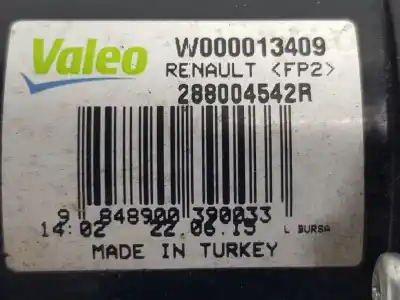 Valeo
W000013409
RENAULT <FP2>
288004542R
9 848900 390033
14:02 22.06.15 L BURSA
MADE IN TURKEY